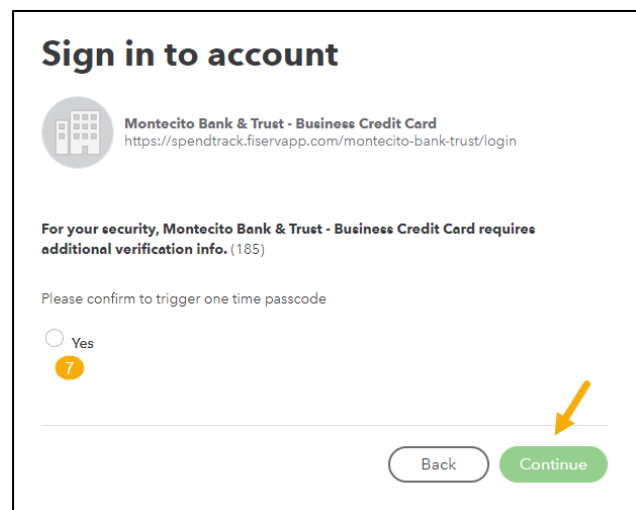 Sign in to account
Montecito Bank & Trust - Business Credit Card
https://spendtrack.fiservapp.com/montecito-bank-trust/login
For your security, Montecito Bank & Trust - Business Credit Card requires
additional verification info. (185)
Please confirm to trigger one time passcode
Yes
7
Back Continue